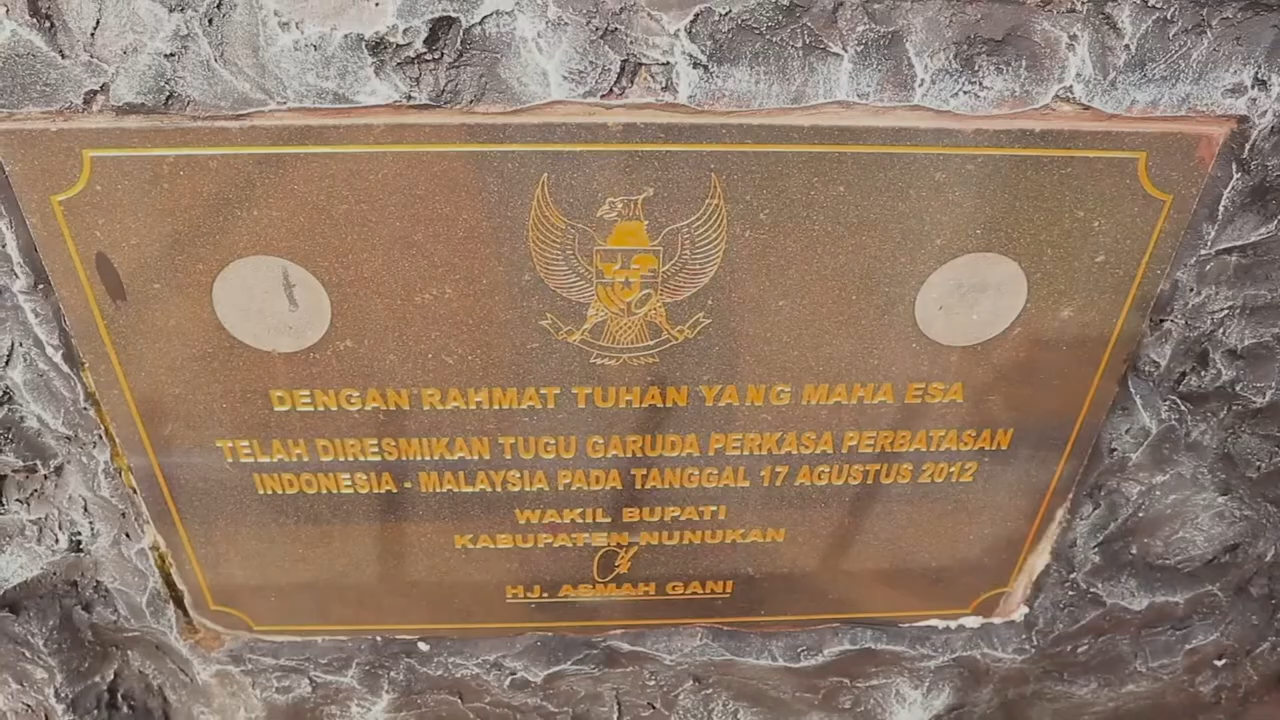 DENGAN RAHMAT TUHAN YANG MAHA ESA
TELAH DIRESMIKAN TUGU GARUDA PERKASA PERBATASAN
INDONESIA - MALAYSIA PADA TANGGAL 17 AGUSTUS 2012
WAKIL BUPATI
KABUPATEN NUNUKAN
HJ. ASMAH GANI